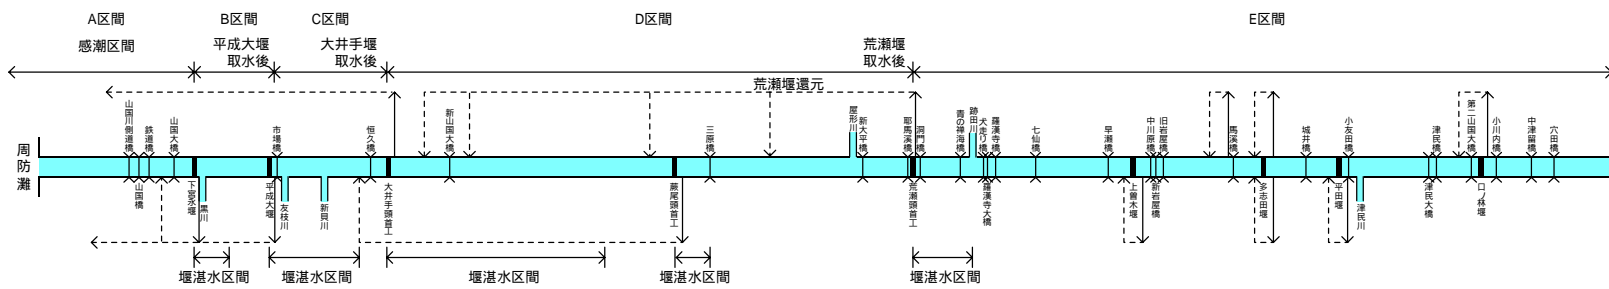 A区間
B区間
C区間
D区間
E区間
感潮区間
平成大堰
取水後
大井手堰
取水後
荒瀬堰
取水後
荒瀬堰還元
周防灘
山国川側道橋
鉄道橋
山国大橋
市場橋
恒久橋
新山国大橋
三原橋
屋形川
新大平橋
耶馬溪橋
洞門橋
青の禅海橋
跡田川
犬走り橋
羅漢寺橋
七仙橋
早瀬橋
中川原橋
旧岩屋橋
馬溪橋
城井橋
小友田橋
津民橋
第二山国大橋
小川内橋
中津留橋
穴田橋
山国橋
下宮永堰
黒川
平成大堰
友枝川
新貝川
大井手頭首工
蕨尾頭首工
荒瀬頭首工
羅漢寺大橋
上曽木堰
新岩屋橋
多志田堰
平田堰
津民川
津民大橋
口ノ林堰
堰湛水区間
堰湛水区間
堰湛水区間
堰湛水区間
堰湛水区間